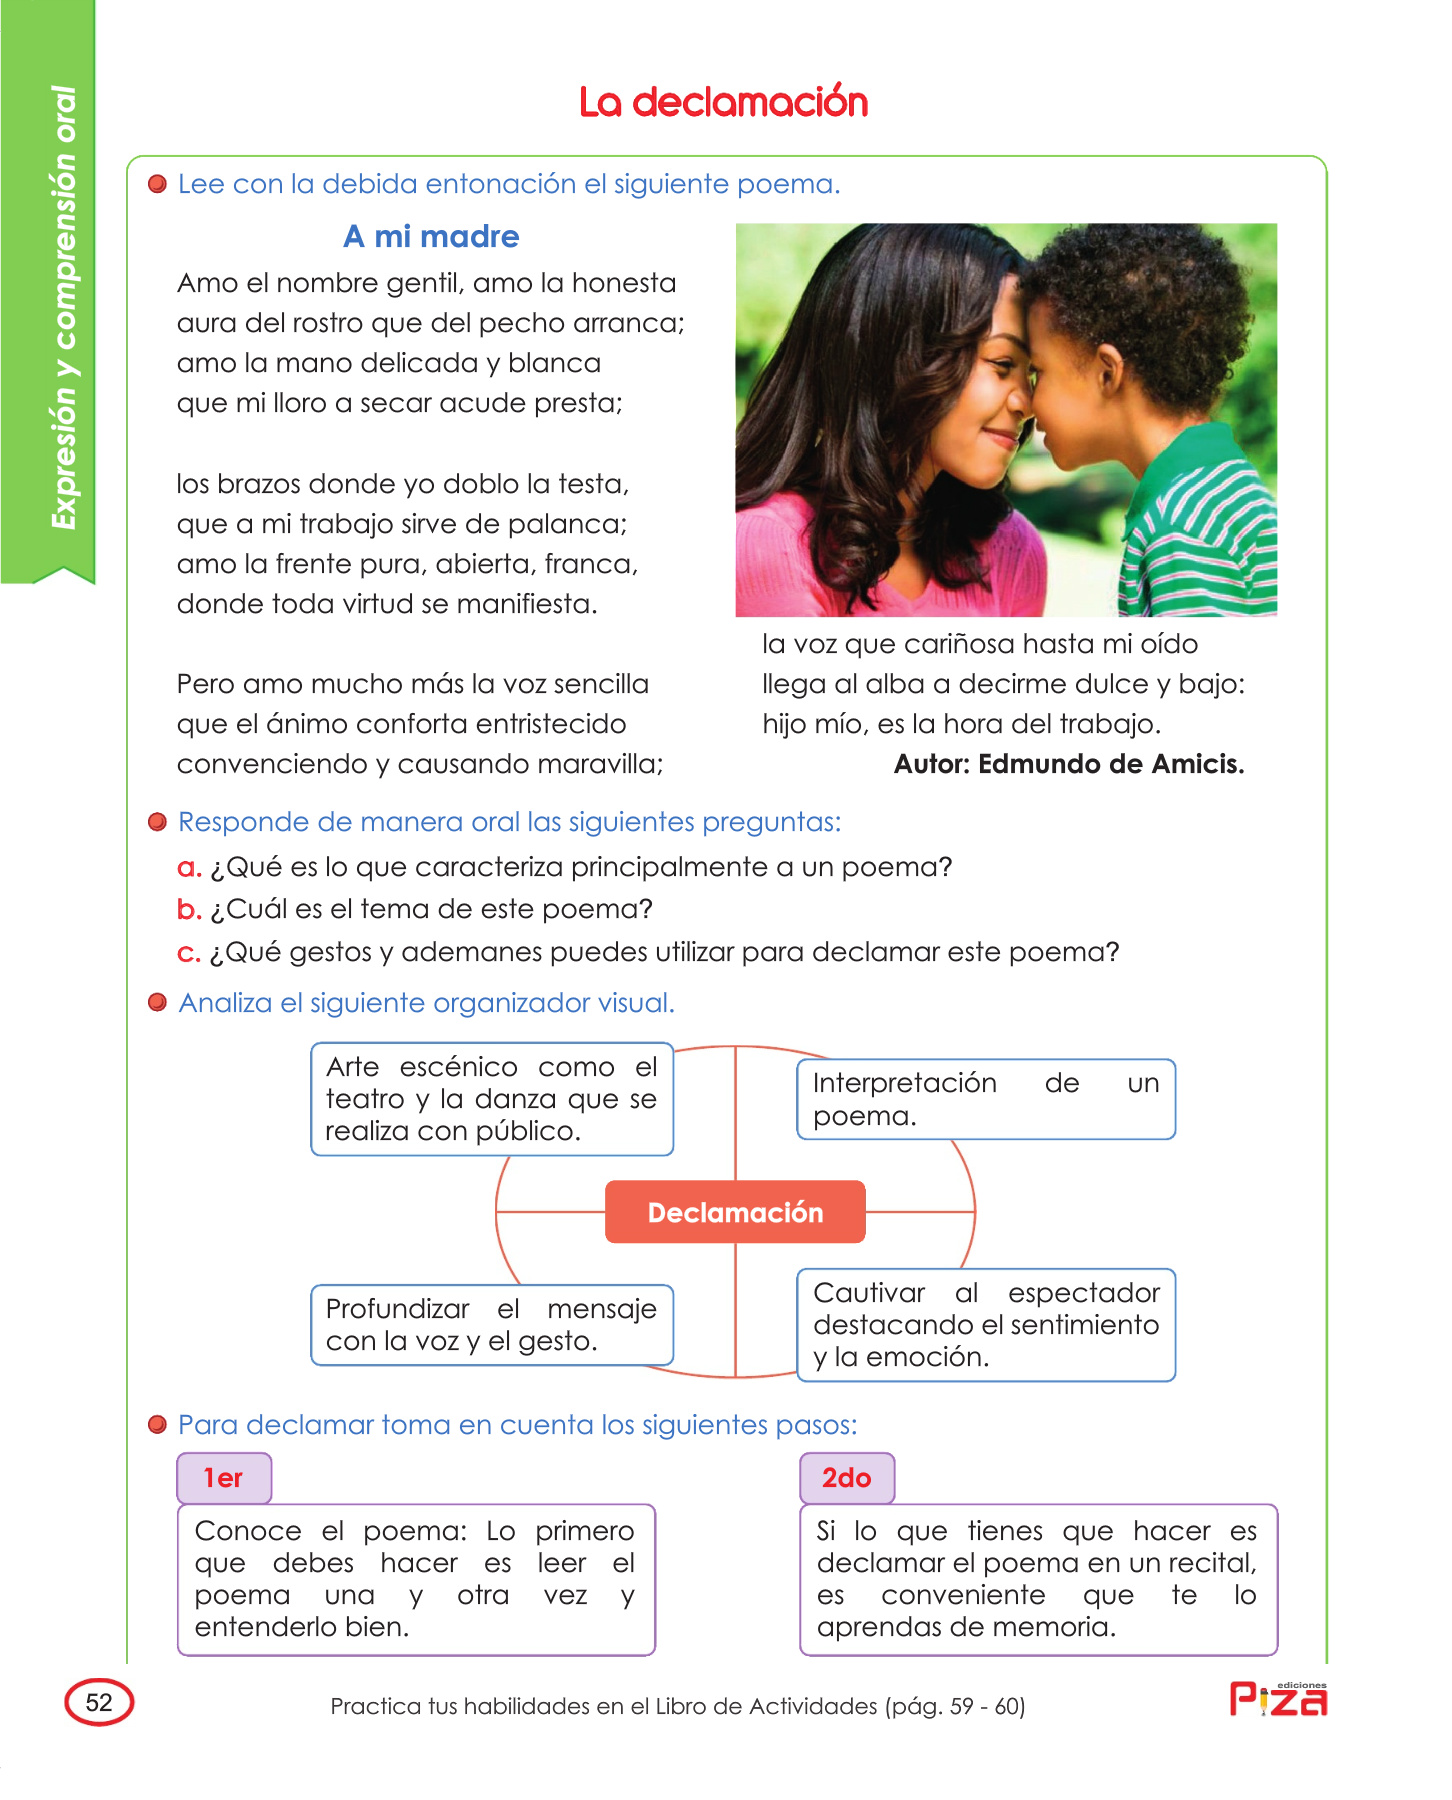 Expresión y comprensión oral
La declamación
Lee con la debida entonación el siguiente poema.
A mi madre
Amo el nombre gentil, amo la honesta
aura del rostro que del pecho arranca;
amo la mano delicada y blanca
que mi lloro a secar acude presta;
los brazos donde yo doblo la testa,
que a mi trabajo sirve de palanca;
amo la frente pura, abierta, franca,
donde toda virtud se manifiesta.
Pero amo mucho más la voz sencilla
que el ánimo conforta entristecido
convenciendo y causando maravilla;
la voz que cariñosa hasta mi oído
llega al alba a decirme dulce y bajo:
hijo mío, es la hora del trabajo.
Autor: Edmundo de Amicis.
Responde de manera oral las siguientes preguntas:
a. ¿Qué es lo que caracteriza principalmente a un poema?
b. ¿Cuál es el tema de este poema?
c. ¿Qué gestos y ademanes puedes utilizar para declamar este poema?
Analiza el siguiente organizador visual.
Arte escénico como el
teatro y la danza que se
realiza con público.
Interpretación de un
poema.
Declamación
Profundizar el mensaje
con la voz y el gesto.
Cautivar al espectador
destacando el sentimiento
y la emoción.
Para declamar toma en cuenta los siguientes pasos:
1er
Conoce el poema: Lo primero
que debes hacer es leer el
poema una y otra vez y
entenderlo bien.
2do
Si lo que tienes que hacer es
declamar el poema en un recital,
es conveniente que te lo
aprendas de memoria.
52
Practica tus habilidades en el Libro de Actividades (pág. 59 - 60)
ediciones
Piza